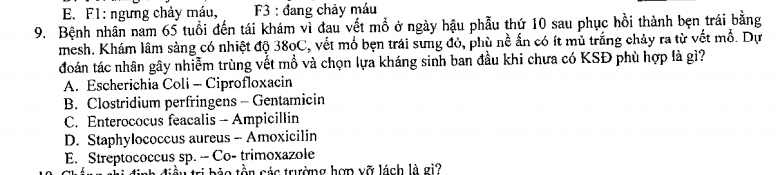 E. F1: ngưng chảy máu, F3 : đang chảy máu
9. Bệnh nhân nam 65 tuổi đến tái khám vì đau vết mổ ở ngày hậu phẫu thứ 10 sau phục hồi thành bẹn trái bằng
mesh. Khám lâm sàng có nhiệt độ 38oC, vết mổ bẹn trái sưng đỏ, phù nề ấn có ít mủ trắng chảy ra từ vết mổ. Dự
đoán tác nhân gây nhiễm trùng vết mổ và chọn lựa kháng sinh ban đầu khi chưa có KSĐ phù hợp là gì?
A. Escherichia Coli – Ciprofloxacin
B. Clostridium perfringens – Gentamicin
C. Enterococus feacalis – Ampicillin
D. Staphylococcus aureus – Amoxicilin
E. Streptococcus sp. – Co- trimoxazole
10. Chống chỉ định điều trị bảo tồn các trường hợp vỡ lách là gì?